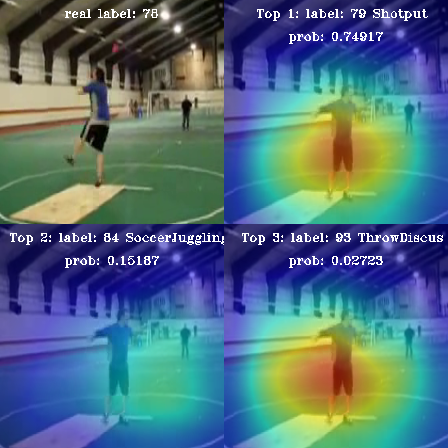 real label: 78
Top 1: label: 79 Shotput
prob: 0.74917
Top 2: label: 84 SoccerJuggling
prob: 0.15187
Top 3: label: 93 ThrowDiscus
prob: 0.02723